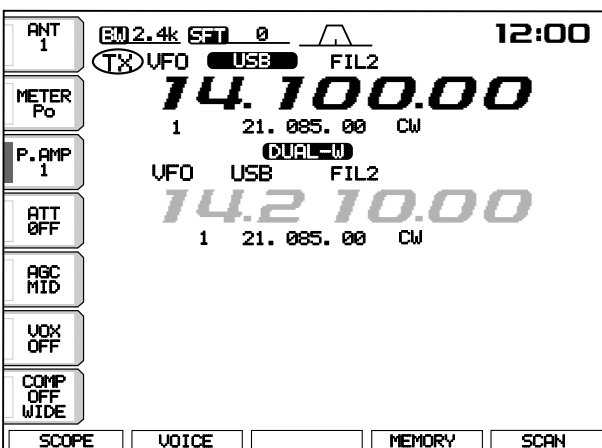 ANT
1
BW 2.4k SFT 0
12:00
TX VFO USB FIL2
14.100.00
METER
Po
1 21.085.00 CW
P.AMP
1
DUAL-W
VFO USB FIL2
14.210.00
ATT
OFF
1 21.085.00 CW
AGC
MID
VOX
OFF
COMP
OFF
WIDE
SCOPE VOICE MEMORY SCAN